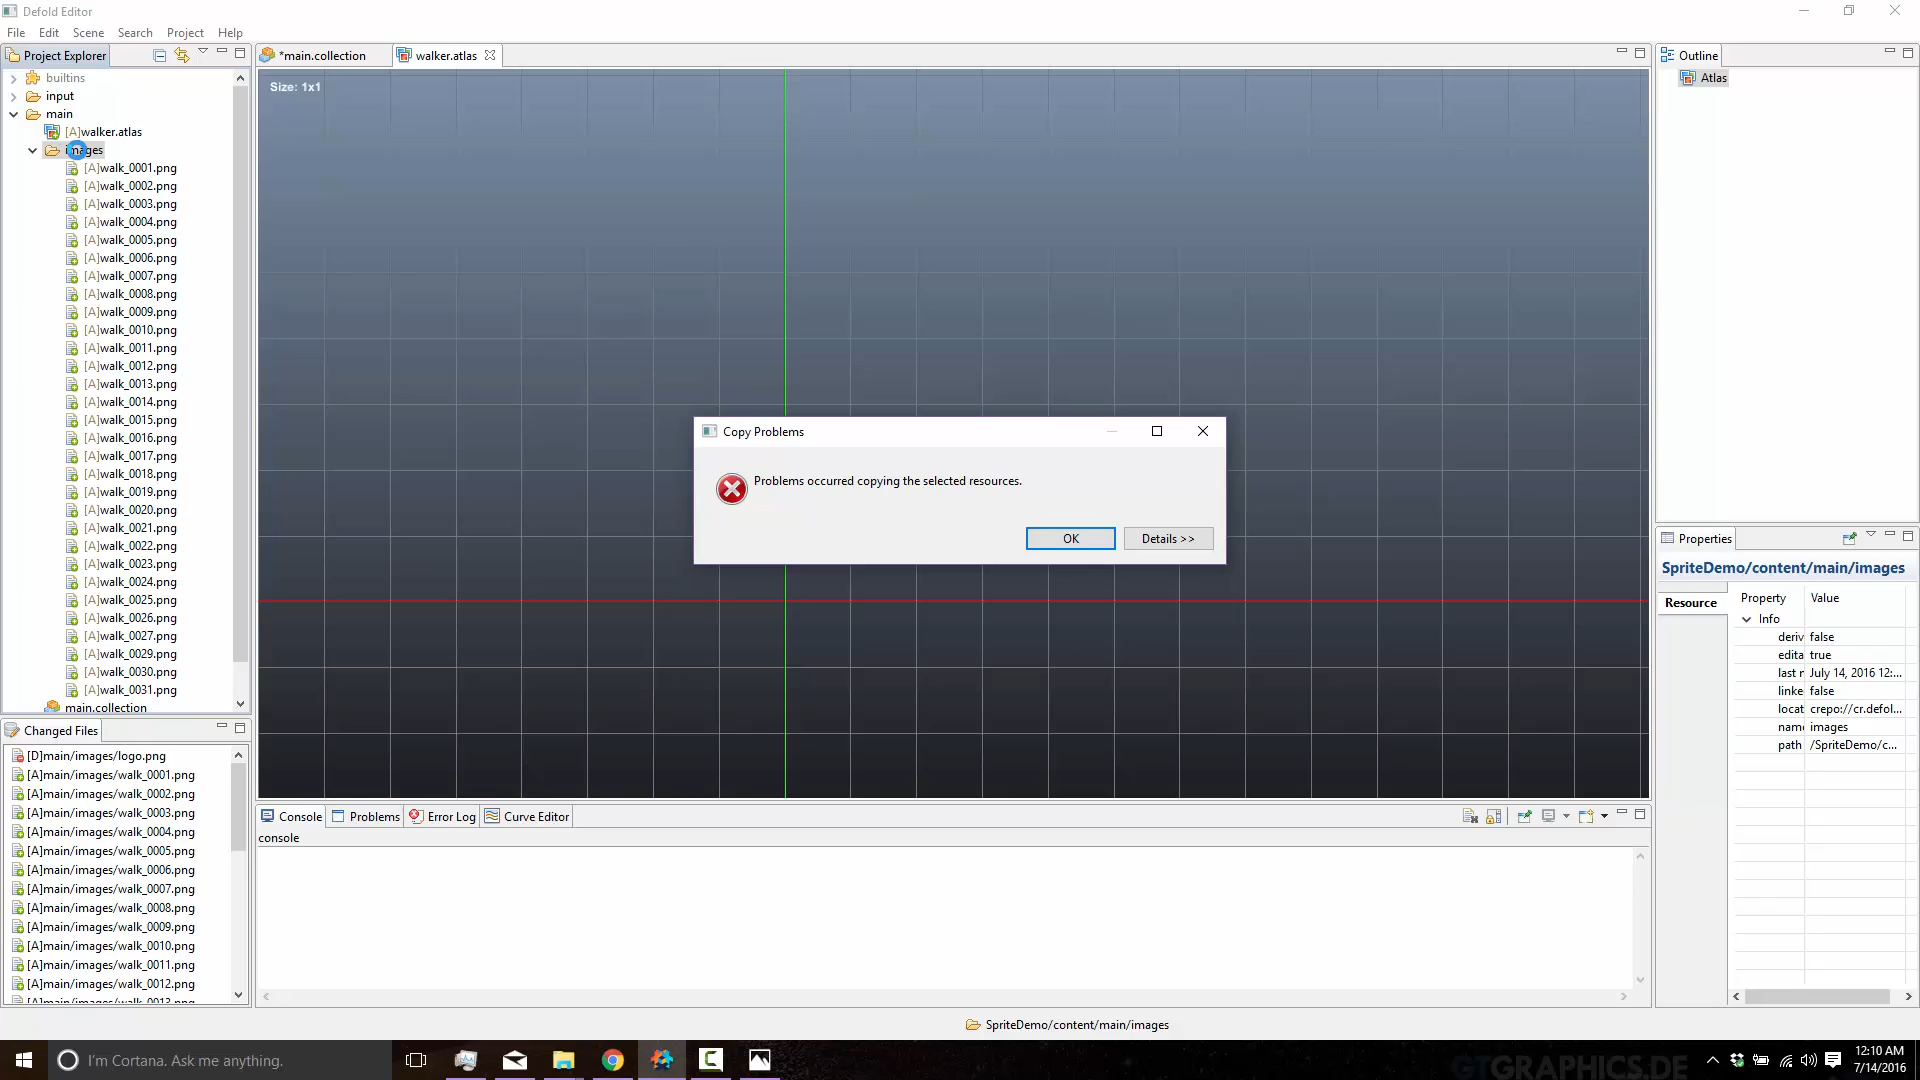 Defold Editor
File Edit Scene Search Project Help
Project Explorer
builtins
input
main
[A]walker.atlas
images
[A]walk_0001.png
[A]walk_0002.png
[A]walk_0003.png
[A]walk_0004.png
[A]walk_0005.png
[A]walk_0006.png
[A]walk_0007.png
[A]walk_0008.png
[A]walk_0009.png
[A]walk_0010.png
[A]walk_0011.png
[A]walk_0012.png
[A]walk_0013.png
[A]walk_0014.png
[A]walk_0015.png
[A]walk_0016.png
[A]walk_0017.png
[A]walk_0018.png
[A]walk_0019.png
[A]walk_0020.png
[A]walk_0021.png
[A]walk_0022.png
[A]walk_0023.png
[A]walk_0024.png
[A]walk_0025.png
[A]walk_0026.png
[A]walk_0027.png
[A]walk_0029.png
[A]walk_0030.png
[A]walk_0031.png
main.collection
Changed Files
[D]main/images/logo.png
[A]main/images/walk_0001.png
[A]main/images/walk_0002.png
[A]main/images/walk_0003.png
[A]main/images/walk_0004.png
[A]main/images/walk_0005.png
[A]main/images/walk_0006.png
[A]main/images/walk_0007.png
[A]main/images/walk_0008.png
[A]main/images/walk_0009.png
[A]main/images/walk_0010.png
[A]main/images/walk_0011.png
[A]main/images/walk_0012.png
[A]main/images/walk_0013.png
*main.collection walker.atlas
Size: 1x1
Copy Problems
Problems occurred copying the selected resources.
OK Details >>
Console Problems Error Log Curve Editor
console
Outline
Atlas
Properties
SpriteDemo/content/main/images
Resource
Property Value
Info
deriv false
edita true
last r July 14, 2016 12:...
linke false
locat crepo://cr.defol...
name images
path /SpriteDemo/c...
SpriteDemo/content/main/images
I'm Cortana. Ask me anything.
GTGRAPHICS.DE
12:10 AM
7/14/2016